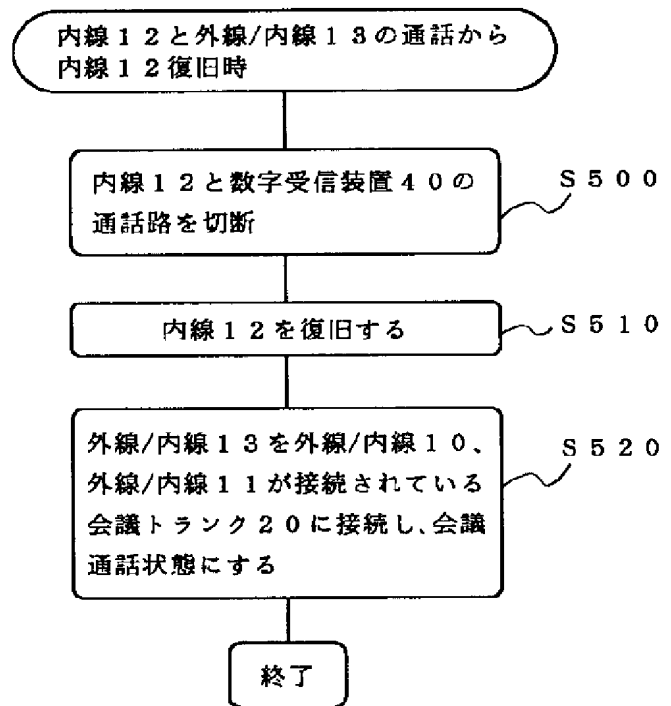 内線12と外線/内線13の通話から
内線12復旧時
内線12と数字受信装置40の
通話路を切断
S500
内線12を復旧する
S510
外線/内線13を外線/内線10、
外線/内線11が接続されている
会議トランク20に接続し、会議
通話状態にする
S520
終了